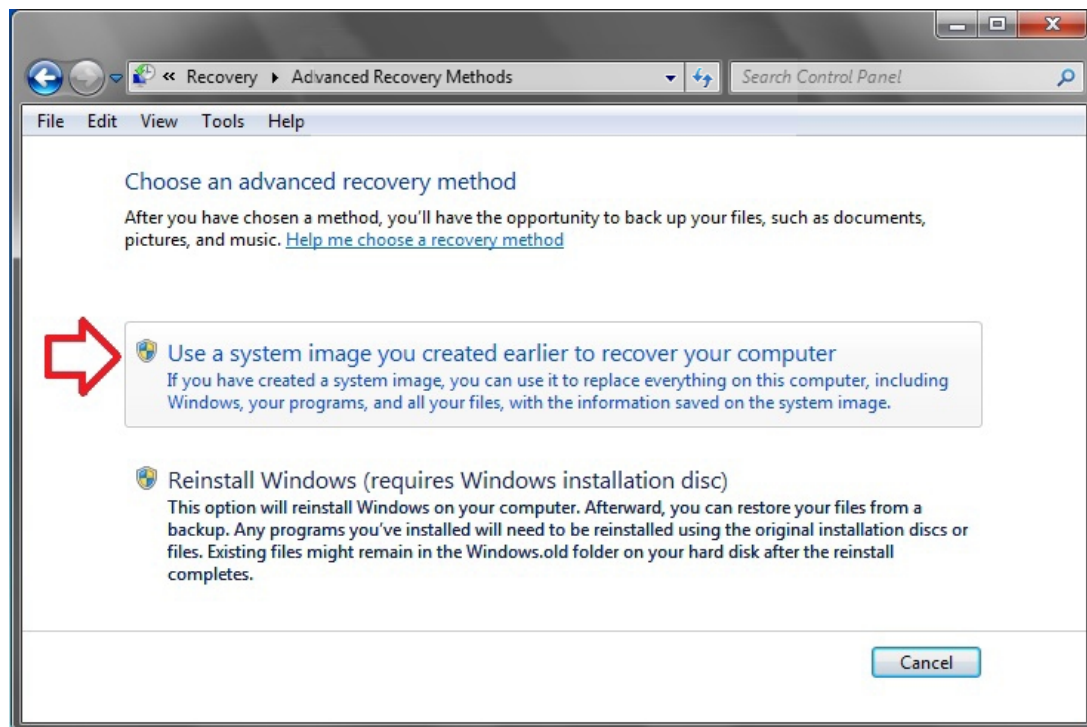 « Recovery ▸ Advanced Recovery Methods
Search Control Panel
File Edit View Tools Help
Choose an advanced recovery method
After you have chosen a method, you'll have the opportunity to back up your files, such as documents,
pictures, and music. Help me choose a recovery method
Use a system image you created earlier to recover your computer
If you have created a system image, you can use it to replace everything on this computer, including
Windows, your programs, and all your files, with the information saved on the system image.
Reinstall Windows (requires Windows installation disc)
This option will reinstall Windows on your computer. Afterward, you can restore your files from a
backup. Any programs you've installed will need to be reinstalled using the original installation discs or
files. Existing files might remain in the Windows.old folder on your hard disk after the reinstall
completes.
Cancel